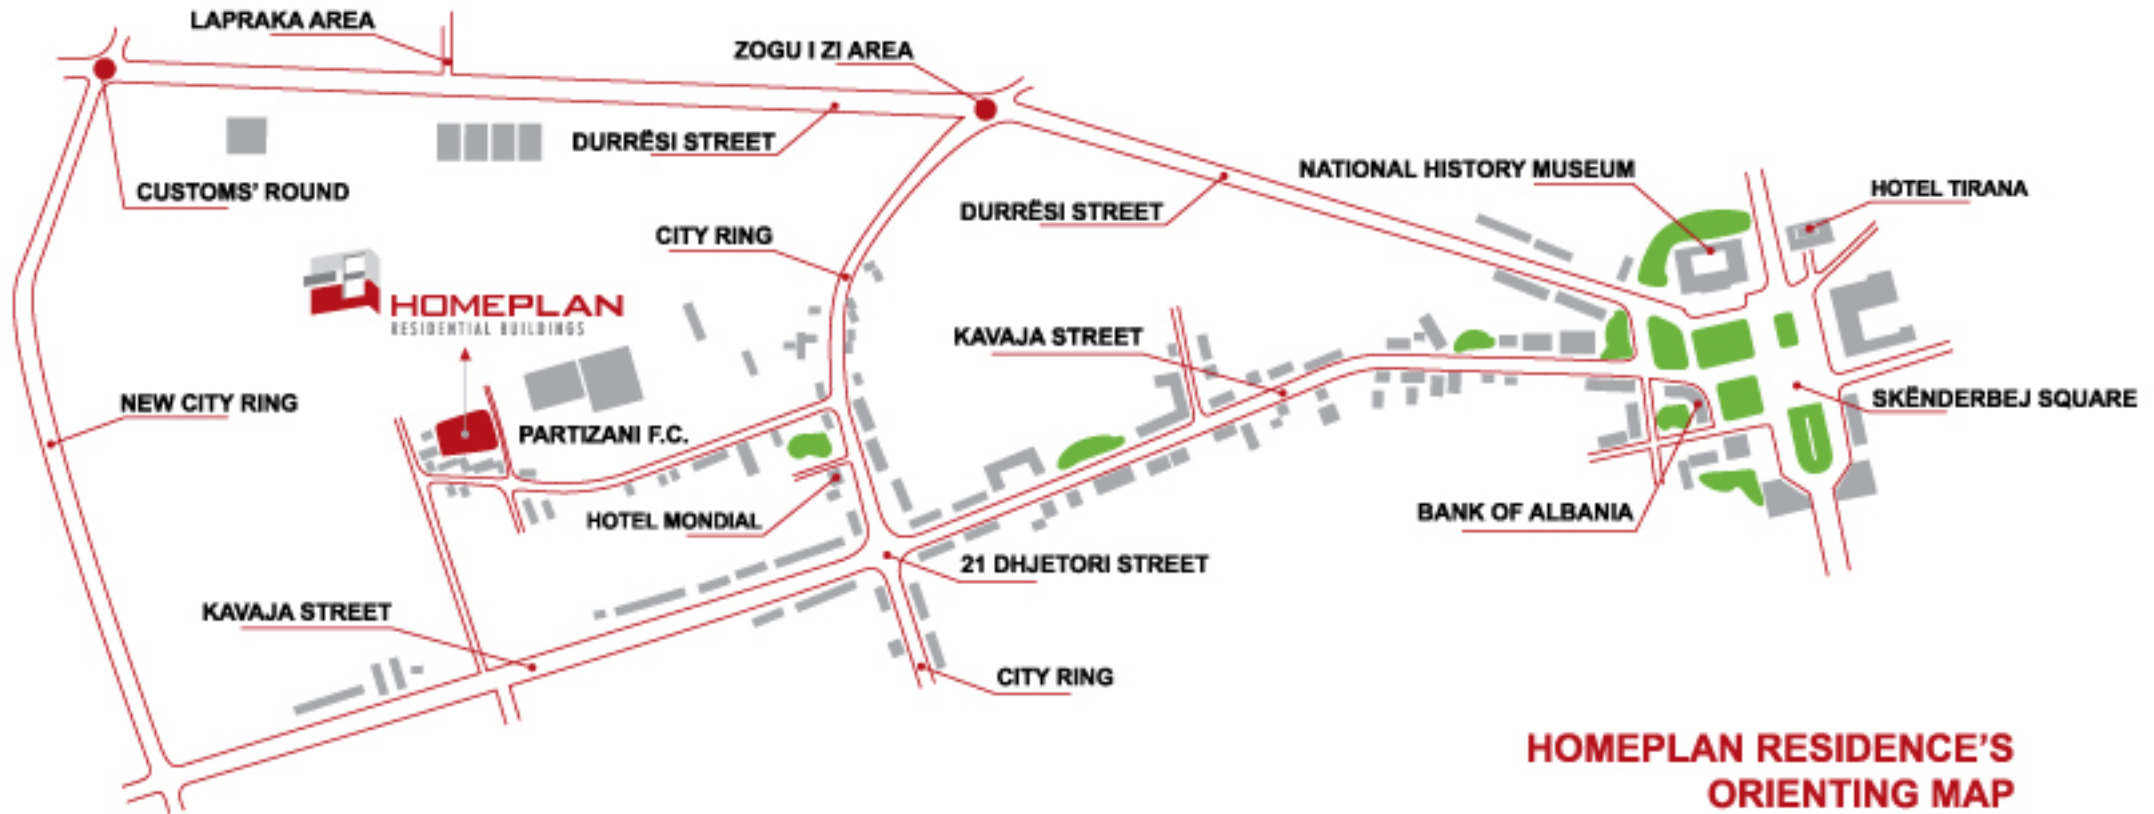 LAPRAKA AREA
ZOGU I ZI AREA
DURRËSI STREET
CUSTOMS' ROUND
NATIONAL HISTORY MUSEUM
HOTEL TIRANA
DURRËSI STREET
CITY RING
HOMEPLAN
RESIDENTIAL BUILDINGS
KAVAJA STREET
NEW CITY RING
SKËNDERBEJ SQUARE
PARTIZANI F.C.
HOTEL MONDIAL
BANK OF ALBANIA
21 DHJETORI STREET
KAVAJA STREET
CITY RING
HOMEPLAN RESIDENCE'S
ORIENTING MAP